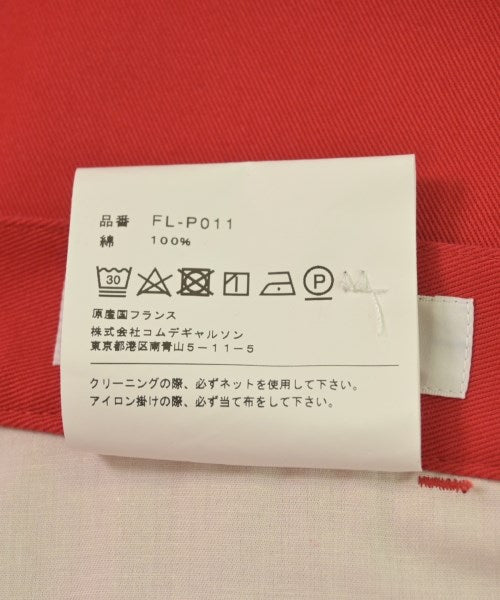 品番 FL-P011
綿 100%
30 P
原産国フランス
株式会社コムデギャルソン
東京都港区南青山5-11-5
クリーニングの際、必ずネットを使用して下さい。
アイロン掛けの際、必ず当て布をして下さい。